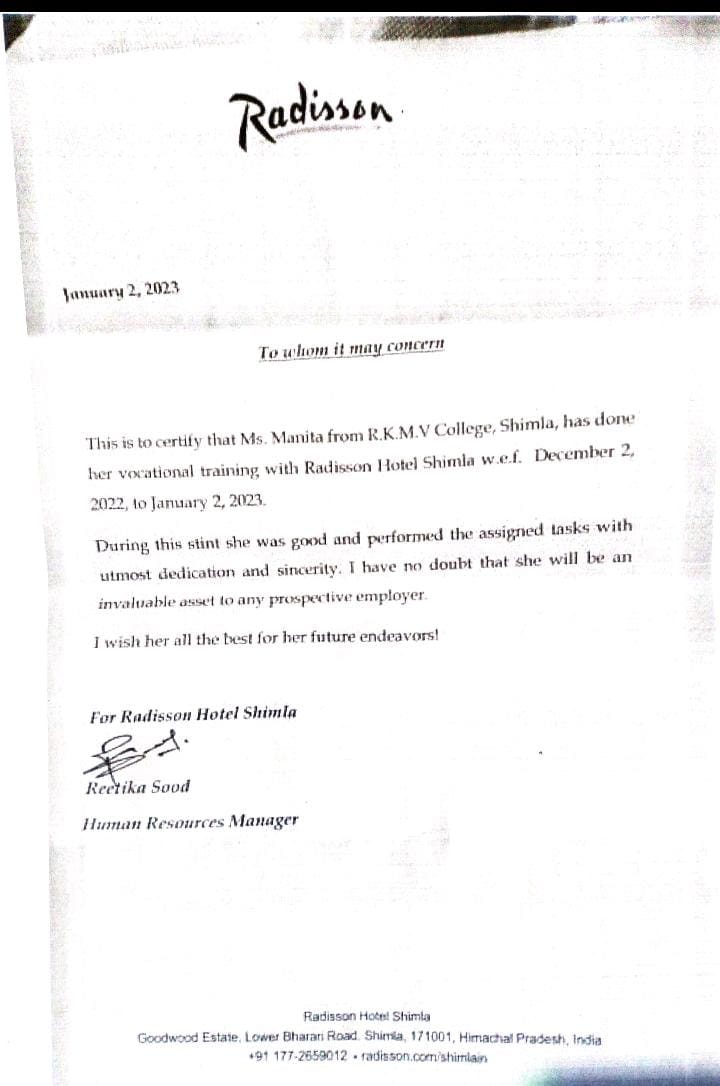 Radisson
January 2, 2023
To whom it may concern
This is to certify that Ms. Manita from R.K.M.V College, Shimla, has done
her vocational training with Radisson Hotel Shimla w.e.f. December 2,
2022, to January 2, 2023.
During this stint she was good and performed the assigned tasks with
utmost dedication and sincerity. I have no doubt that she will be an
invaluable asset to any prospective employer.
I wish her all the best for her future endeavors!
For Radisson Hotel Shimla
Reetika Sood
Human Resources Manager
Radisson Hotel Shimla
Goodwood Estate, Lower Bharari Road, Shimla, 171001, Himachal Pradesh, India
+91 177-2659012 • radisson.com/shimlain